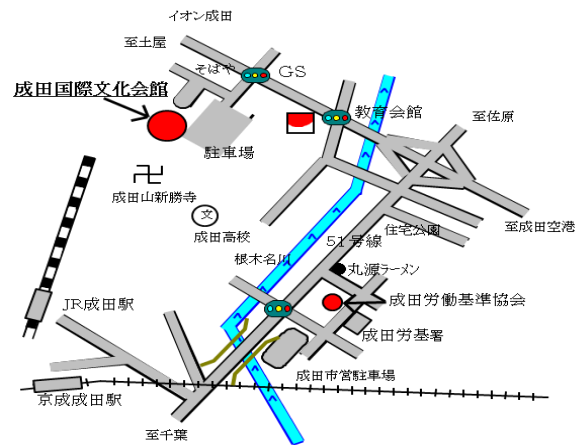 イオン成田
至土屋
そばや
GS
成田国際文化会館
教育会館
至佐原
駐車場
成田山新勝寺
文
成田高校
至成田空港
住宅公園
51号線
根木名川
丸源ラーメン
JR成田駅
成田労働基準協会
成田労基署
成田市営駐車場
京成成田駅
至千葉